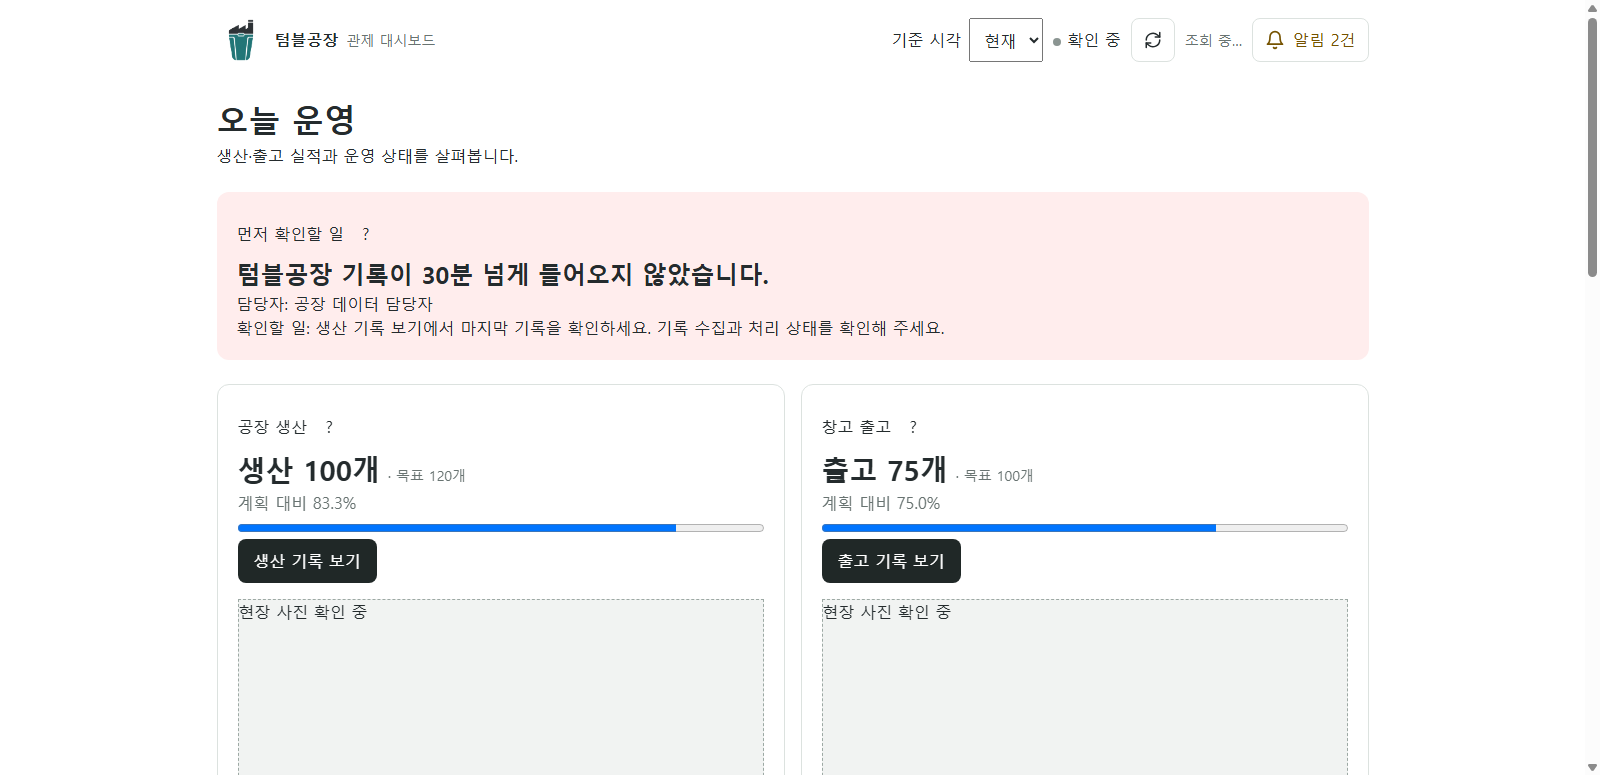 텀블공장 관제 대시보드
기준 시각 현재 확인 중 조회 중... 알림 2건
오늘 운영
생산·출고 실적과 운영 상태를 살펴봅니다.
먼저 확인할 일 ?
텀블공장 기록이 30분 넘게 들어오지 않았습니다.
담당자: 공장 데이터 담당자
확인할 일: 생산 기록 보기에서 마지막 기록을 확인하세요. 기록 수집과 처리 상태를 확인해 주세요.
공장 생산 ?
생산 100개 · 목표 120개
계획 대비 83.3%
생산 기록 보기
현장 사진 확인 중
창고 출고 ?
출고 75개 · 목표 100개
계획 대비 75.0%
출고 기록 보기
현장 사진 확인 중